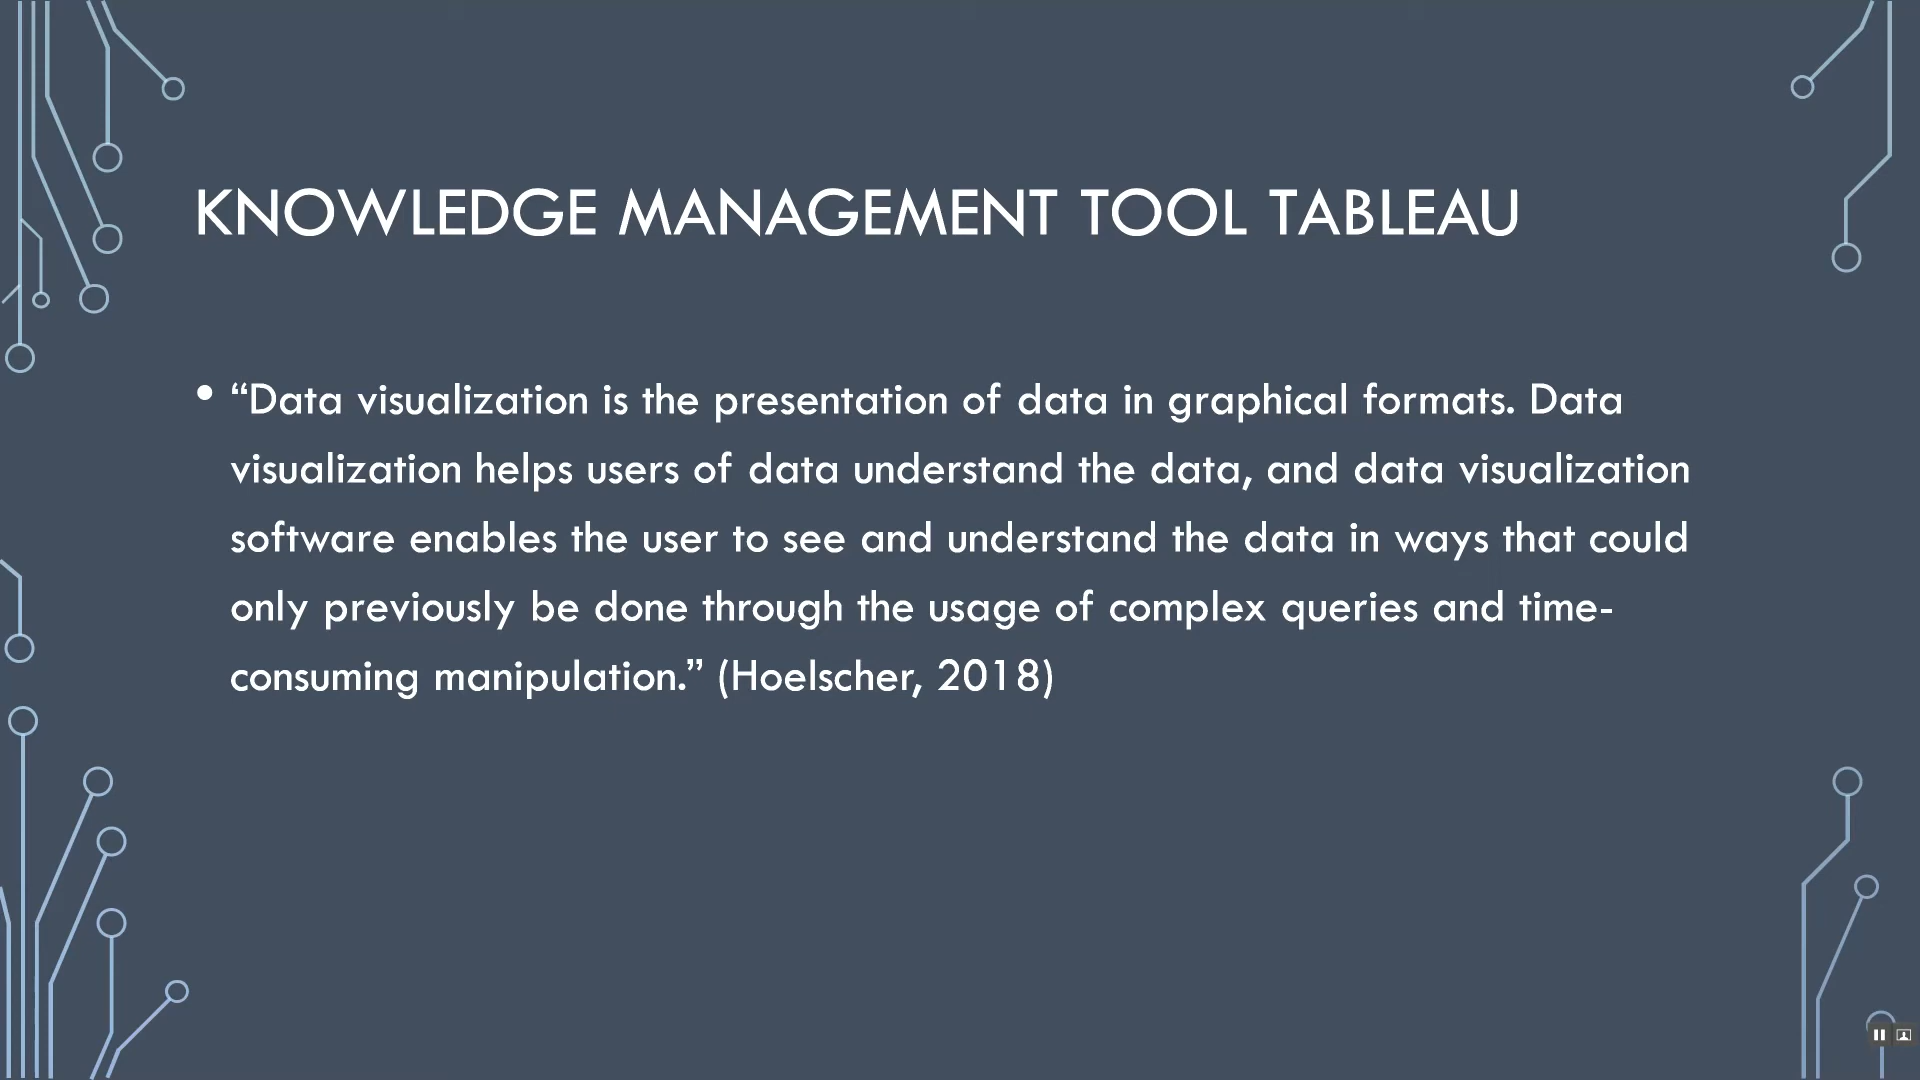 KNOWLEDGE MANAGEMENT TOOL TABLEAU
• “Data visualization is the presentation of data in graphical formats. Data
visualization helps users of data understand the data, and data visualization
software enables the user to see and understand the data in ways that could
only previously be done through the usage of complex queries and time-
consuming manipulation.” (Hoelscher, 2018)